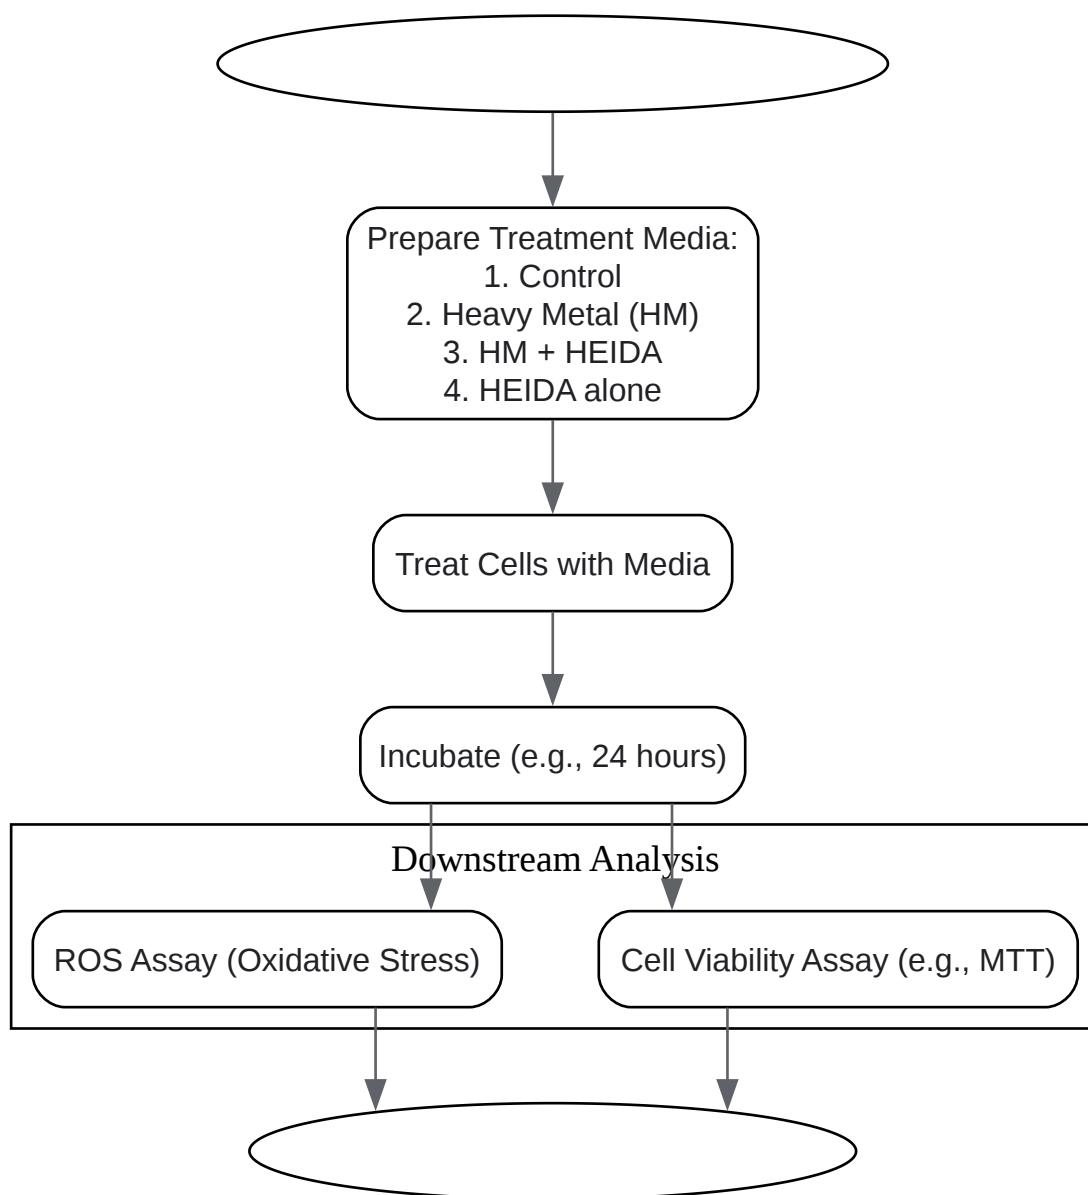 Prepare Treatment Media:
1. Control
2. Heavy Metal (HM)
3. HM + HEIDA
4. HEIDA alone
Treat Cells with Media
Incubate (e.g., 24 hours)
Downstream Analysis
ROS Assay (Oxidative Stress)
Cell Viability Assay (e.g., MTT)